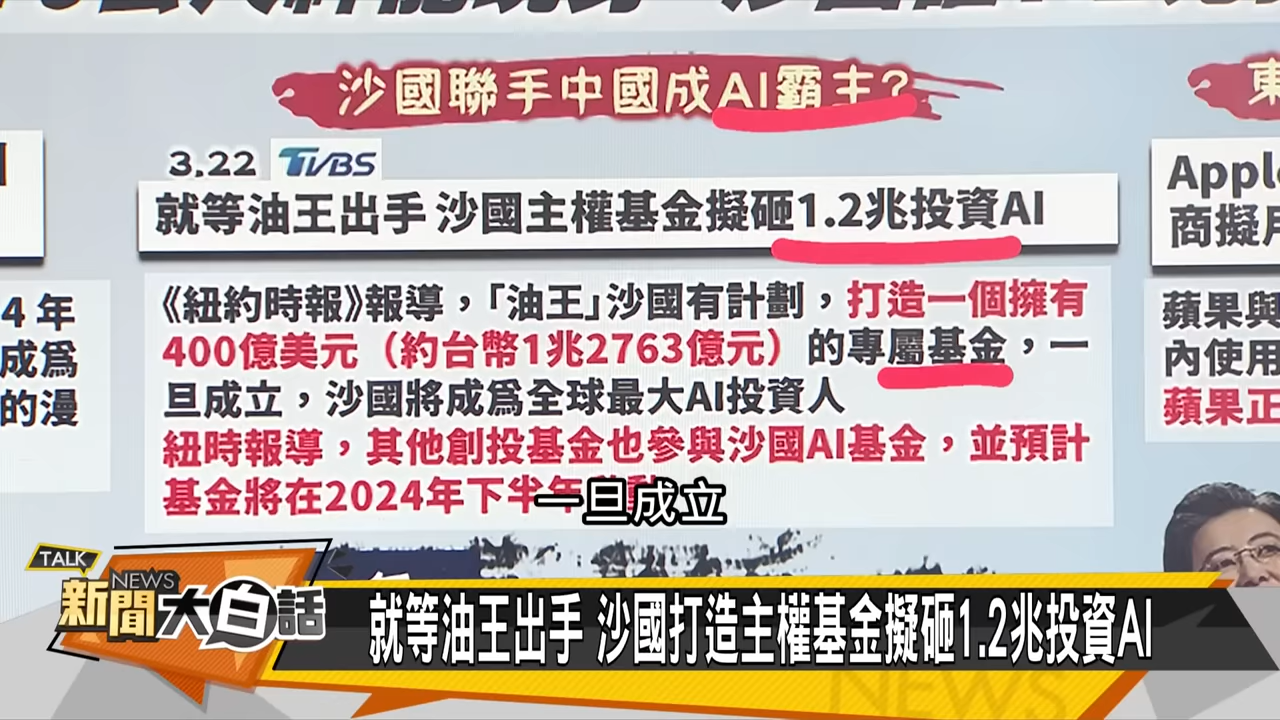 沙國聯手中國成AI霸主?
3.22 TVBS
就等油王出手 沙國主權基金擬砸1.2兆投資AI
《紐約時報》報導,「油王」沙國有計劃,打造一個擁有
400億美元(約台幣1兆2763億元)的專屬基金,一
旦成立,沙國將成為全球最大AI投資人
紐時報導,其他創投基金也參與沙國AI基金,並預計
基金將在2024年下半年
4年
成為
的漫
東
Apple
商擬
蘋果與
內使用
蘋果正
一旦成立
TALK
NEWS
新聞大白話
就等油王出手 沙國打造主權基金擬砸1.2兆投資AI
NEWS